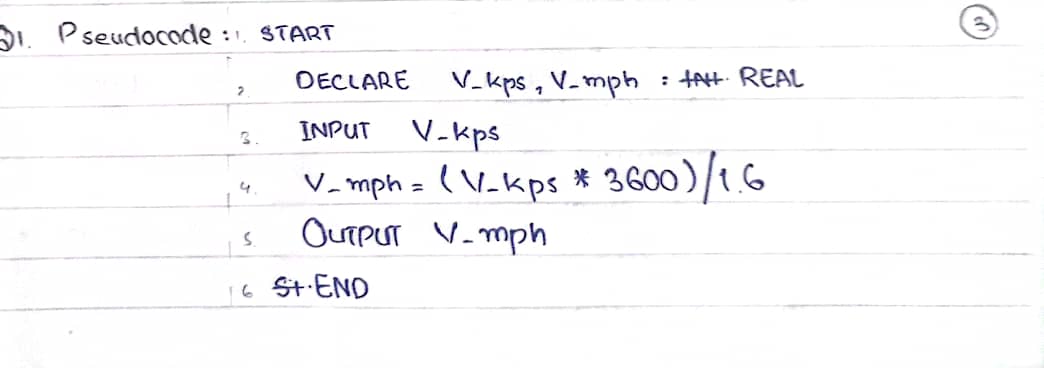 Q1. Pseudocode : 1. START
3
2. DECLARE V_kps, V_mph : INT REAL
3. INPUT V_kps
4. V_mph = (V_kps * 3600)/1.6
5. OUTPUT V_mph
6 St. END